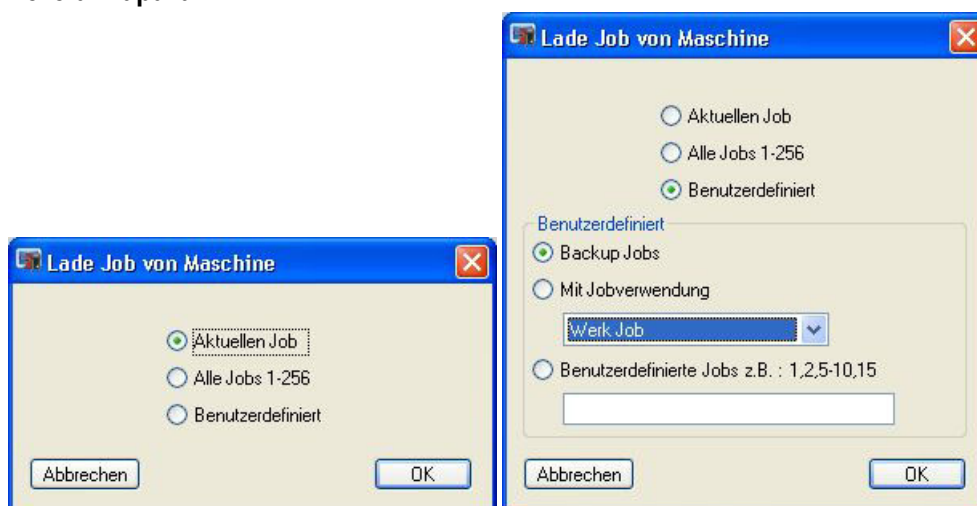 Lade Job von Maschine
Aktuellen Job
Alle Jobs 1-256
Benutzerdefiniert
Abbrechen
OK
Lade Job von Maschine
Aktuellen Job
Alle Jobs 1-256
Benutzerdefiniert
Benutzerdefiniert
Backup Jobs
Mit Jobverwendung
Werk Job
Benutzerdefinierte Jobs z.B. : 1,2,5-10,15
Abbrechen
OK